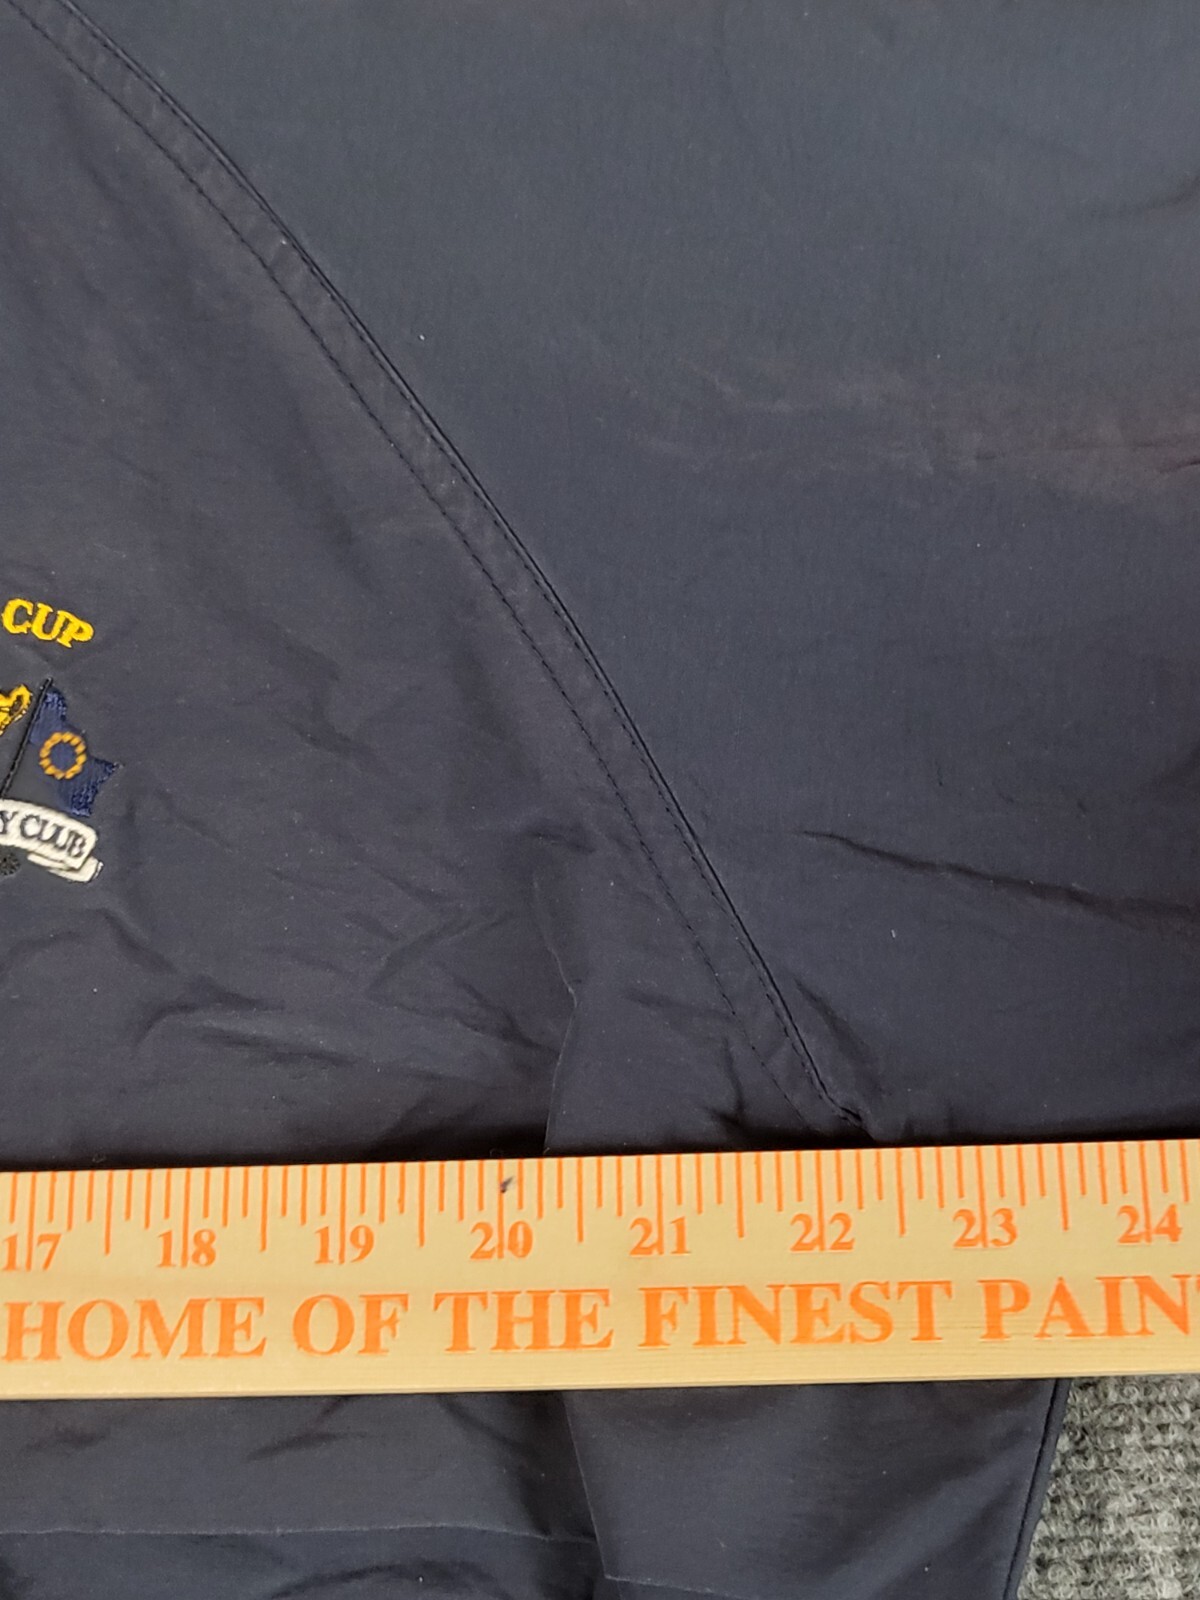 CUP
Y CLUB
17 18 19 20 21 22 23 24
HOME OF THE FINEST PAIN